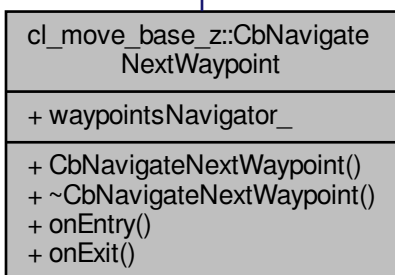 cl_move_base_z::CbNavigate
NextWaypoint
+ waypointsNavigator_
+ CbNavigateNextWaypoint()
+ ~CbNavigateNextWaypoint()
+ onEntry()
+ onExit()